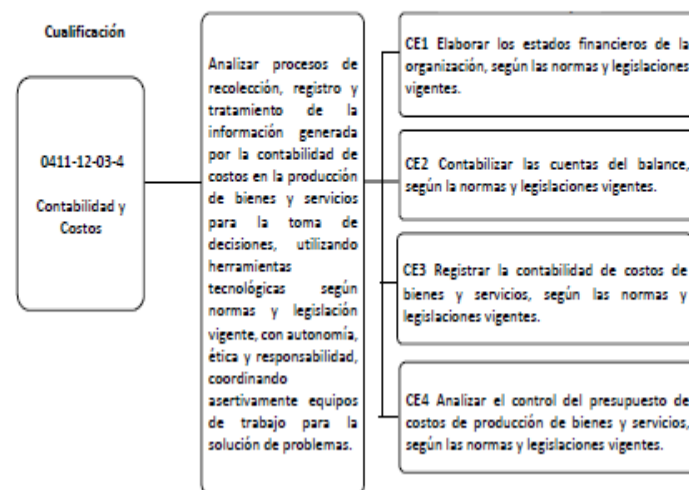 Cualificación
0411-12-03-4
Contabilidad y
Costos
Analizar procesos de
recolección, registro y
tratamiento de la
información generada
por la contabilidad de
costos en la producción
de bienes y servicios
para la toma de
decisiones, utilizando
herramientas
tecnológicas según
normas y legislación
vigente, con autonomía,
ética y responsabilidad,
coordinando
asertivamente equipos
de trabajo para la
solución de problemas.
CE1 Elaborar los estados financieros de la
organización, según las normas y legislaciones
vigentes.
CE2 Contabilizar las cuentas del balance,
según la normas y legislaciones vigentes.
CE3 Registrar la contabilidad de costos de
bienes y servicios, según las normas y
legislaciones vigentes.
CE4 Analizar el control del presupuesto de
costos de producción de bienes y servicios,
según las normas y legislaciones vigentes.